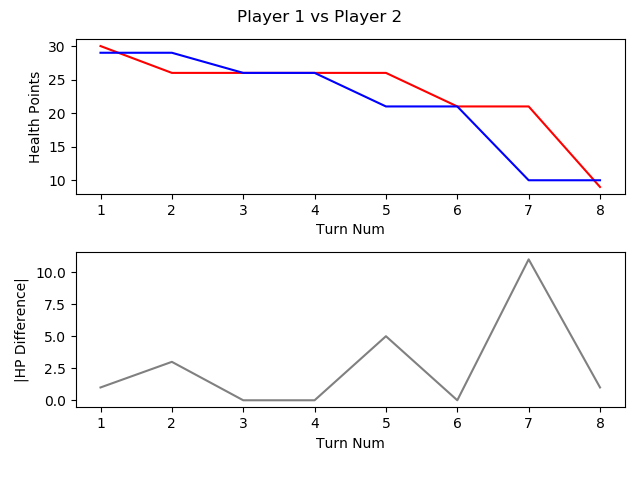 Player 1 vs Player 2
30
25
20
15
10
Health Points
1 2 3 4 5 6 7 8
Turn Num
10.0
7.5
5.0
2.5
0.0
|HP Difference|
1 2 3 4 5 6 7 8
Turn Num